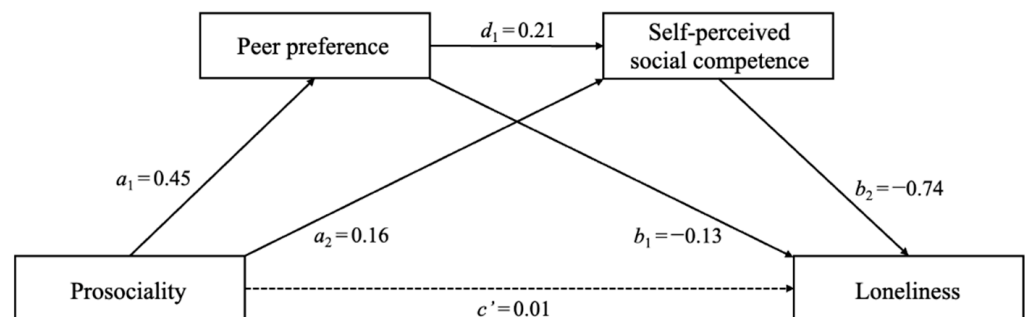 Peer preference
d₁=0.21
Self-perceived
social competence
a₁=0.45
a₂=0.16
b₁=−0.13
b₂=−0.74
Prosociality
c’=0.01
Loneliness